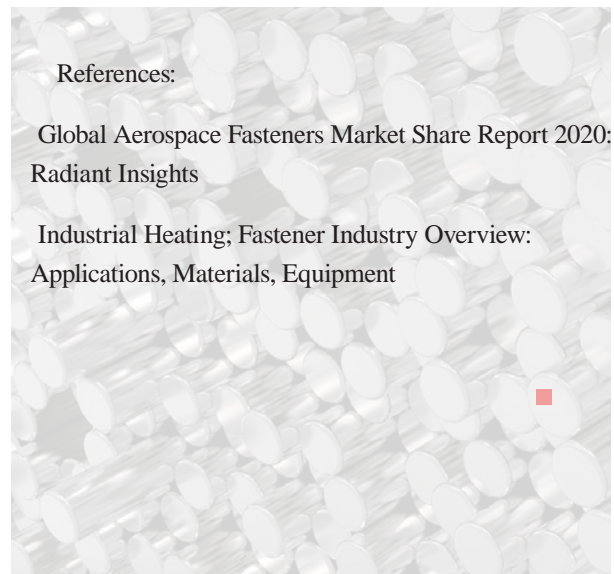 References:
Global Aerospace Fasteners Market Share Report 2020:
Radiant Insights
Industrial Heating; Fastener Industry Overview:
Applications, Materials, Equipment